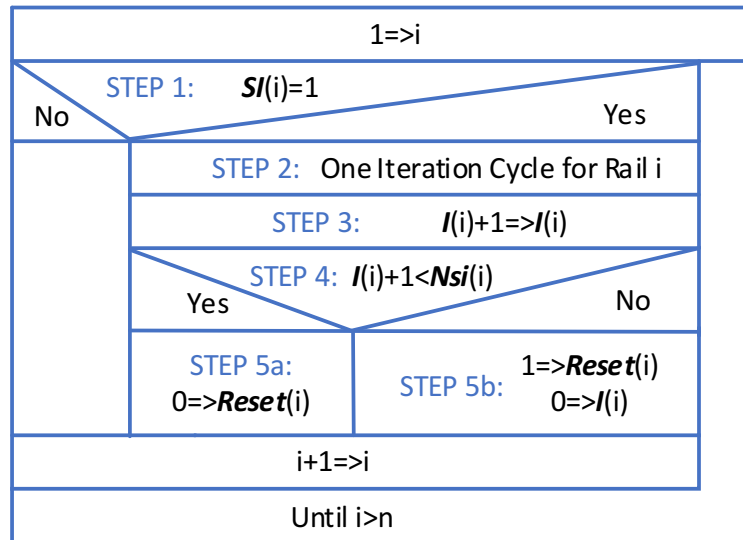 1=>i
STEP 1: SI(i)=1
No
Yes
STEP 2: One Iteration Cycle for Rail i
STEP 3: I(i)+1=>I(i)
STEP 4: I(i)+1<Nsi(i)
Yes
No
STEP 5a:
0=>Reset(i)
STEP 5b: 1=>Reset(i)
0=>I(i)
i+1=>i
Until i>n